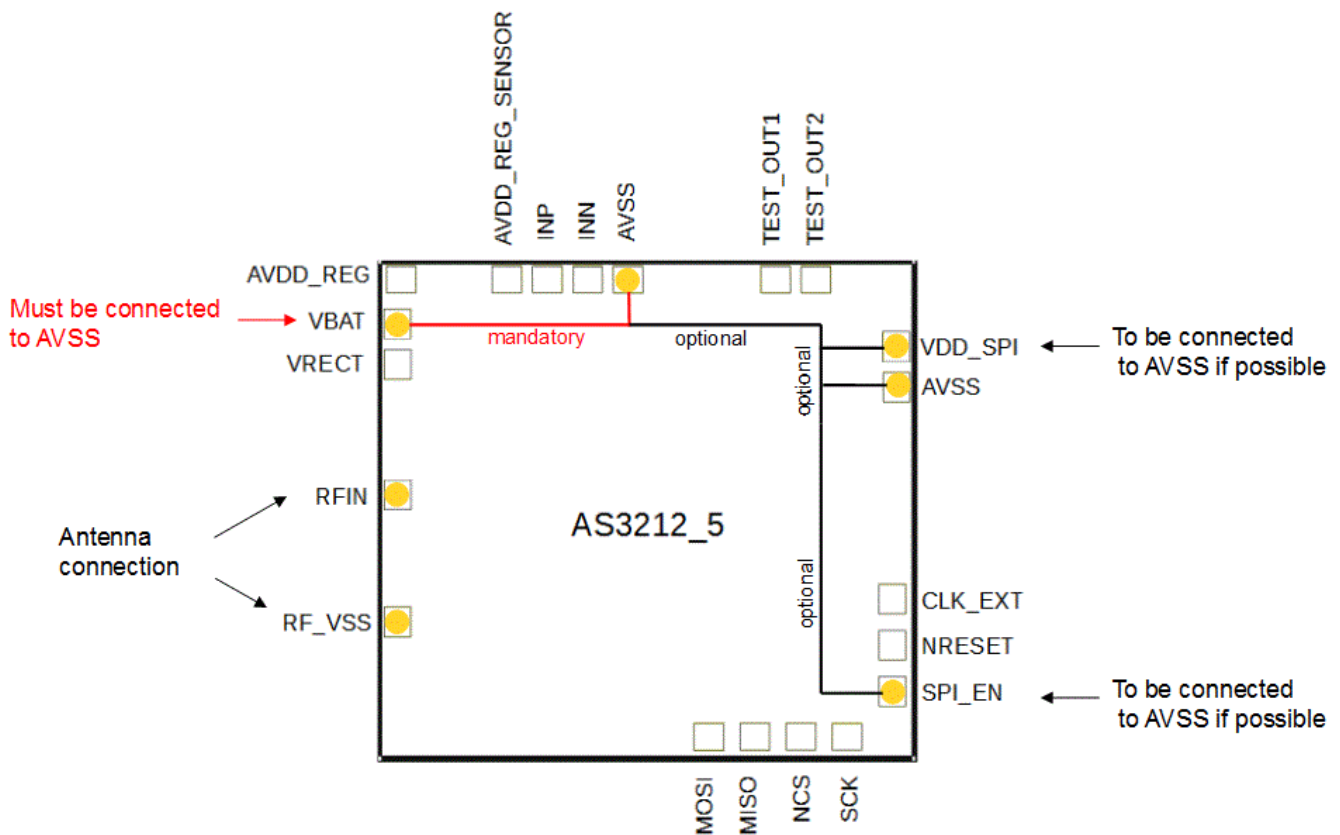 AVDD_REG_SENSOR
INP
INN
AVSS
TEST_OUT1
TEST_OUT2
AVDD_REG
Must be connected
to AVSS
VBAT
mandatory
optional
VRECT
VDD_SPI
To be connected
to AVSS if possible
optional
AVSS
RFIN
Antenna
connection
AS3212_5
RF_VSS
optional
CLK_EXT
NRESET
SPI_EN
To be connected
to AVSS if possible
MOSI
MISO
NCS
SCK